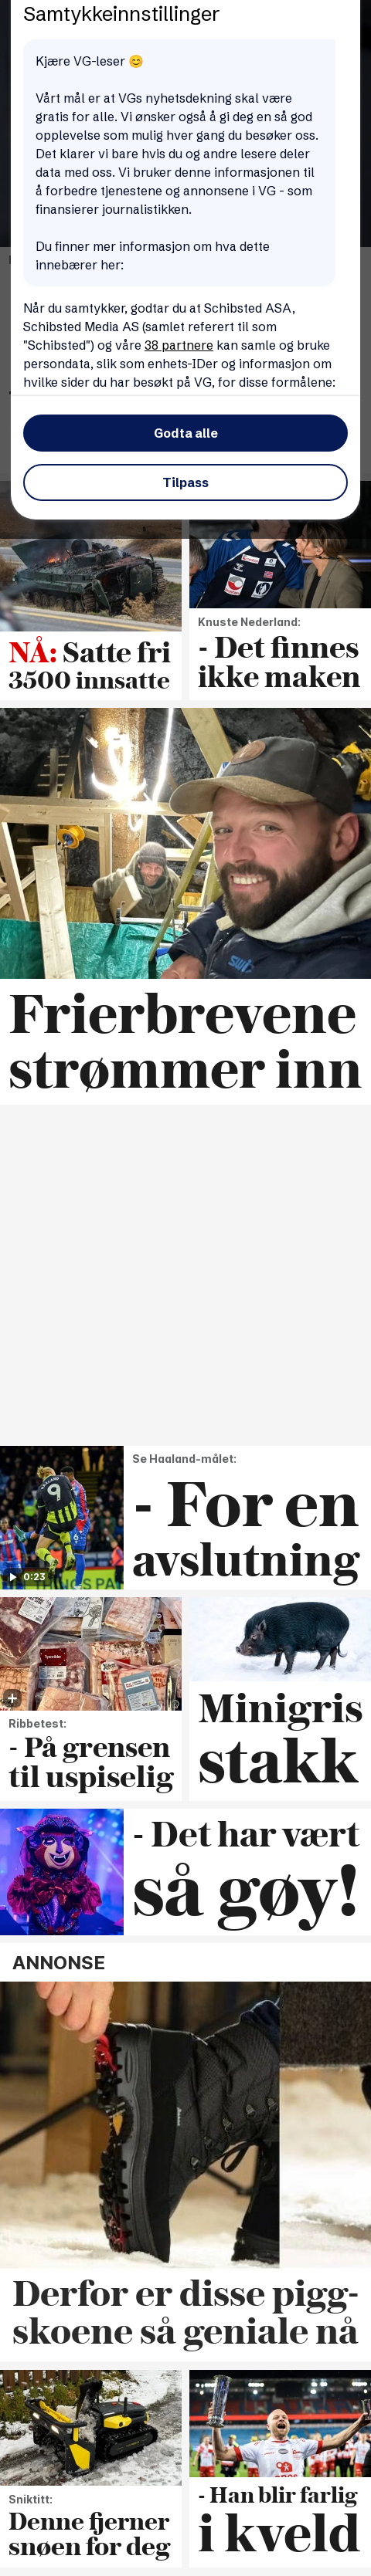 Samtykkeinnstillinger
Kjære VG-leser 😊
Vårt mål er at VGs nyhetsdekning skal være
gratis for alle. Vi ønsker også å gi deg en så god
opplevelse som mulig hver gang du besøker oss.
Det klarer vi bare hvis du og andre lesere deler
data med oss. Vi bruker denne informasjonen til
å forbedre tjenestene og annonsene i VG - som
finansierer journalistikken.
Du finner mer informasjon om hva dette
innebærer her:
Når du samtykker, godtar du at Schibsted ASA,
Schibsted Media AS (samlet referert til som
"Schibsted") og våre 38 partnere kan samle og bruke
persondata, slik som enhets-IDer og informasjon om
hvilke sider du har besøkt på VG, for disse formålene:
Godta alle
Tilpass
NÅ: Satte fri
3500 innsatte
Knuste Nederland:
- Det finnes
ikke maken
Frierbrevene
strømmer inn
Se Haaland-målet:
- For en
avslutning
0:23
Ribbetest:
- På grensen
til uspiselig
Minigris
stakk
- Det har vært
så gøy!
ANNONSE
Derfor er disse pigg-
skoene så geniale nå
Sniktitt:
Denne fjerner
snøen for deg
- Han blir farlig
i kveld